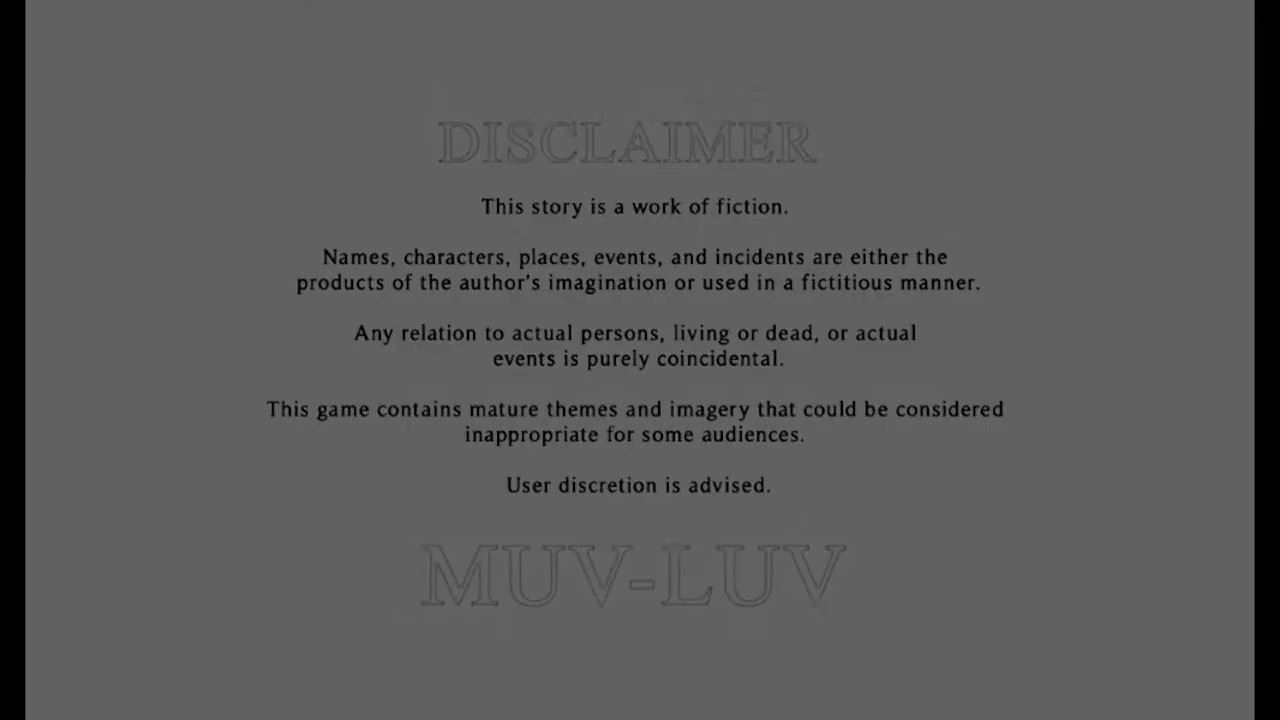 DISCLAIMER
This story is a work of fiction.
Names, characters, places, events, and incidents are either the
products of the author's imagination or used in a fictitious manner.
Any relation to actual persons, living or dead, or actual
events is purely coincidental.
This game contains mature themes and imagery that could be considered
inappropriate for some audiences.
User discretion is advised.
MUV-LUV